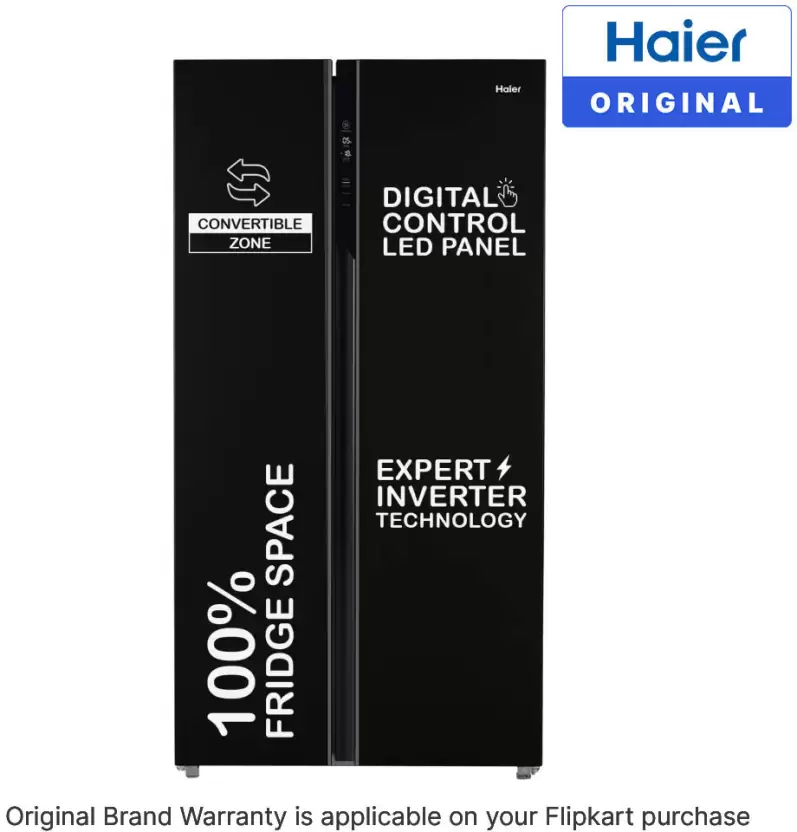 Haier
ORIGINAL
Haier
05
CONVERTIBLE
ZONE
DIGITAL
CONTROL
LED PANEL
EXPERT
INVERTER
TECHNOLOGY
100%
FRIDGE SPACE
Original Brand Warranty is applicable on your Flipkart purchase